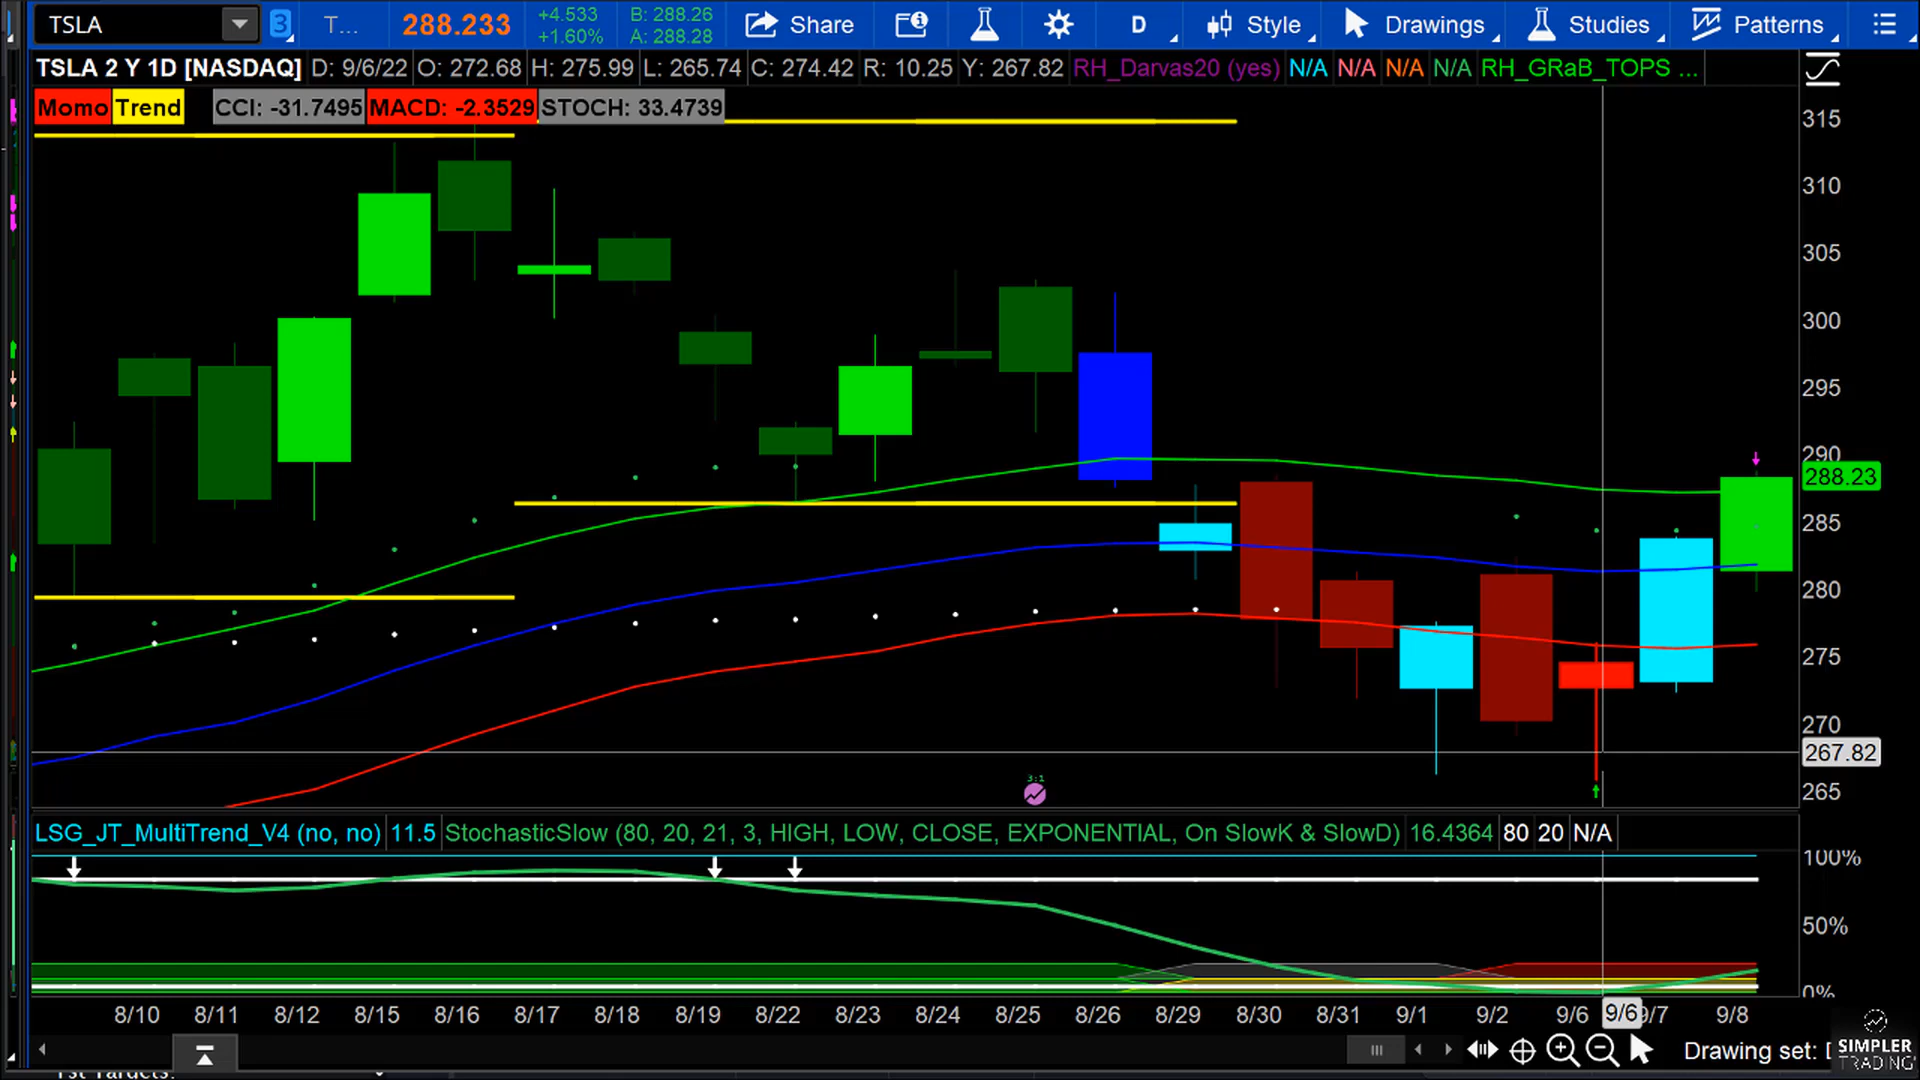 TSLA 3 T... 288.233 +4.533 +1.60% B: 288.26 A: 288.28 Share D Style Drawings Studies Patterns
TSLA 2 Y 1D [NASDAQ] D: 9/6/22 O: 272.68 H: 275.99 L: 265.74 C: 274.42 R: 10.25 Y: 267.82 RH_Darvas20 (yes) N/A N/A N/A N/A RH_GRaB_TOPS ...
Momo Trend CCI: -31.7495 MACD: -2.3529 STOCH: 33.4739
315
310
305
300
295
290
288.23
285
280
275
270
267.82
265
3:1
LSG_JT_MultiTrend_V4 (no, no) 11.5 StochasticSlow (80, 20, 21, 3, HIGH, LOW, CLOSE, EXPONENTIAL, On SlowK & SlowD) 16.4364 80 20 N/A
100%
50%
0%
8/10 8/11 8/12 8/15 8/16 8/17 8/18 8/19 8/22 8/23 8/24 8/25 8/26 8/29 8/30 8/31 9/1 9/2 9/6 9/6 9/7 9/8
Drawing set:
SIMPLER TRADING
1st Targets: